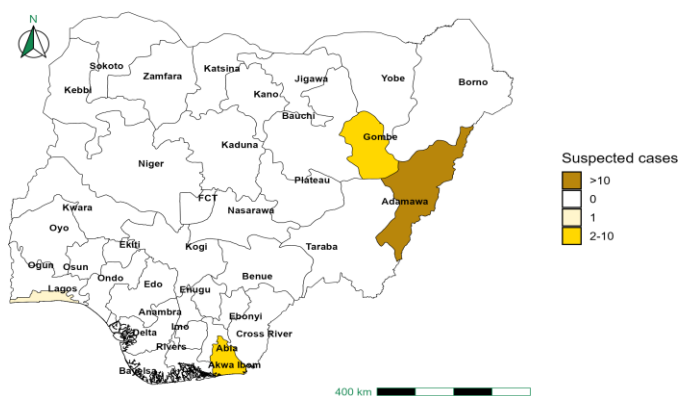 N
Sokoto
Katsina
Zamfara
Jigawa
Yobe
Borno
Kebbi
Kano
Bauchi
Gombe
Kaduna
Niger
Plateau
FCT
Adamawa
Kwara
Nasarawa
Oyo
Ekiti
Kogi
Taraba
Ogun
Osun
Ondo
Edo
Benue
Lagos
Enugu
Anambra
Ebonyi
Imo
Delta
Cross River
Rivers
Abia
Akwa Ibom
Bayelsa
Suspected cases
>10
0
1
2-10
400 km